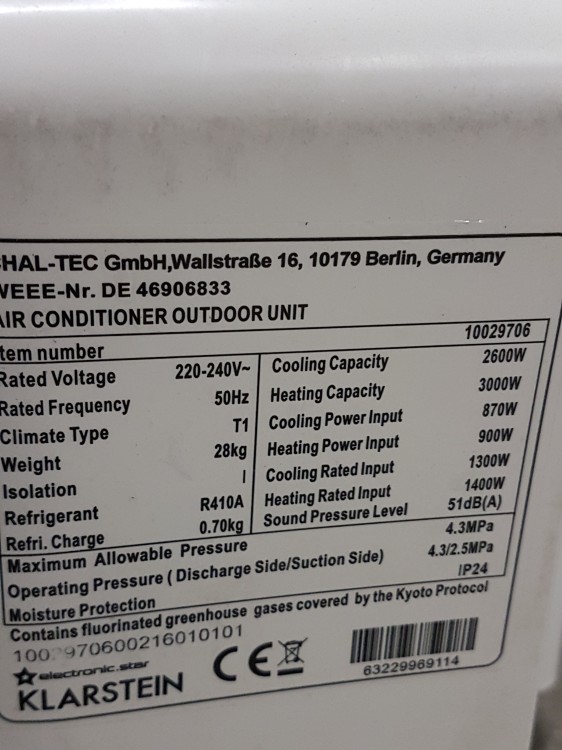 HAL-TEC GmbH,Wallstraße 16, 10179 Berlin, Germany
WEEE-Nr. DE 46906833
AIR CONDITIONER OUTDOOR UNIT
Item number 10029706
Rated Voltage 220-240V~ Cooling Capacity 2600W
Rated Frequency 50Hz Heating Capacity 3000W
Climate Type T1 Cooling Power Input 870W
Weight 28kg Heating Power Input 900W
Isolation I Cooling Rated Input 1300W
Refrigerant R410A Heating Rated Input 1400W
Refri. Charge 0.70kg Sound Pressure Level 51dB(A)
Maximum Allowable Pressure 4.3MPa
Operating Pressure ( Discharge Side/Suction Side) 4.3/2.5MPa
Moisture Protection IP24
Contains fluorinated greenhouse gases covered by the Kyoto Protocol
electronic.star
KLARSTEIN
CE
63229969114